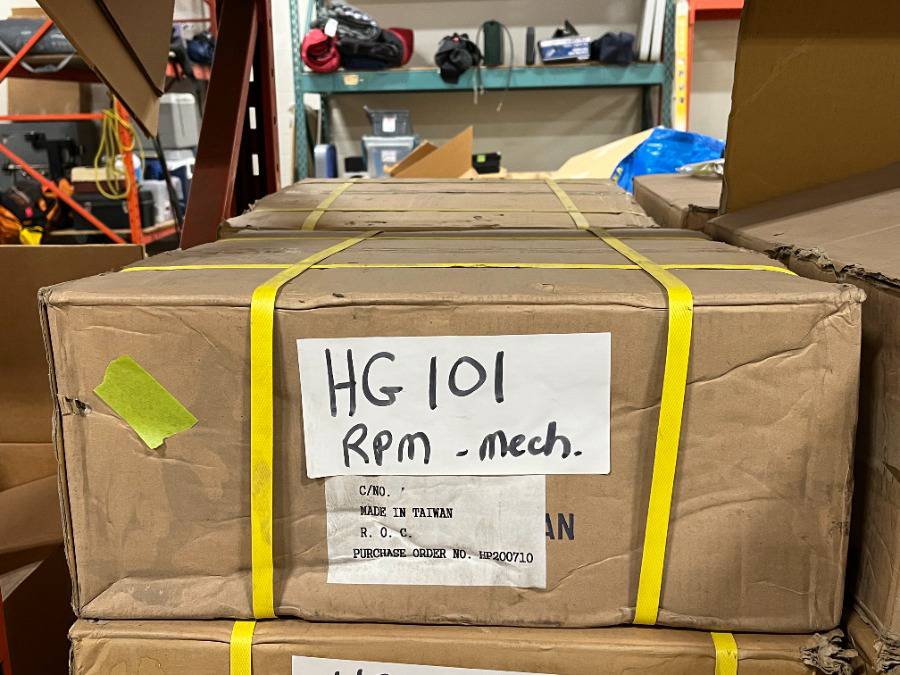 HG 101
RPM - Mech.
C/NO.
MADE IN TAIWAN
R. O. C.
PURCHASE ORDER NO. HP200710
AN